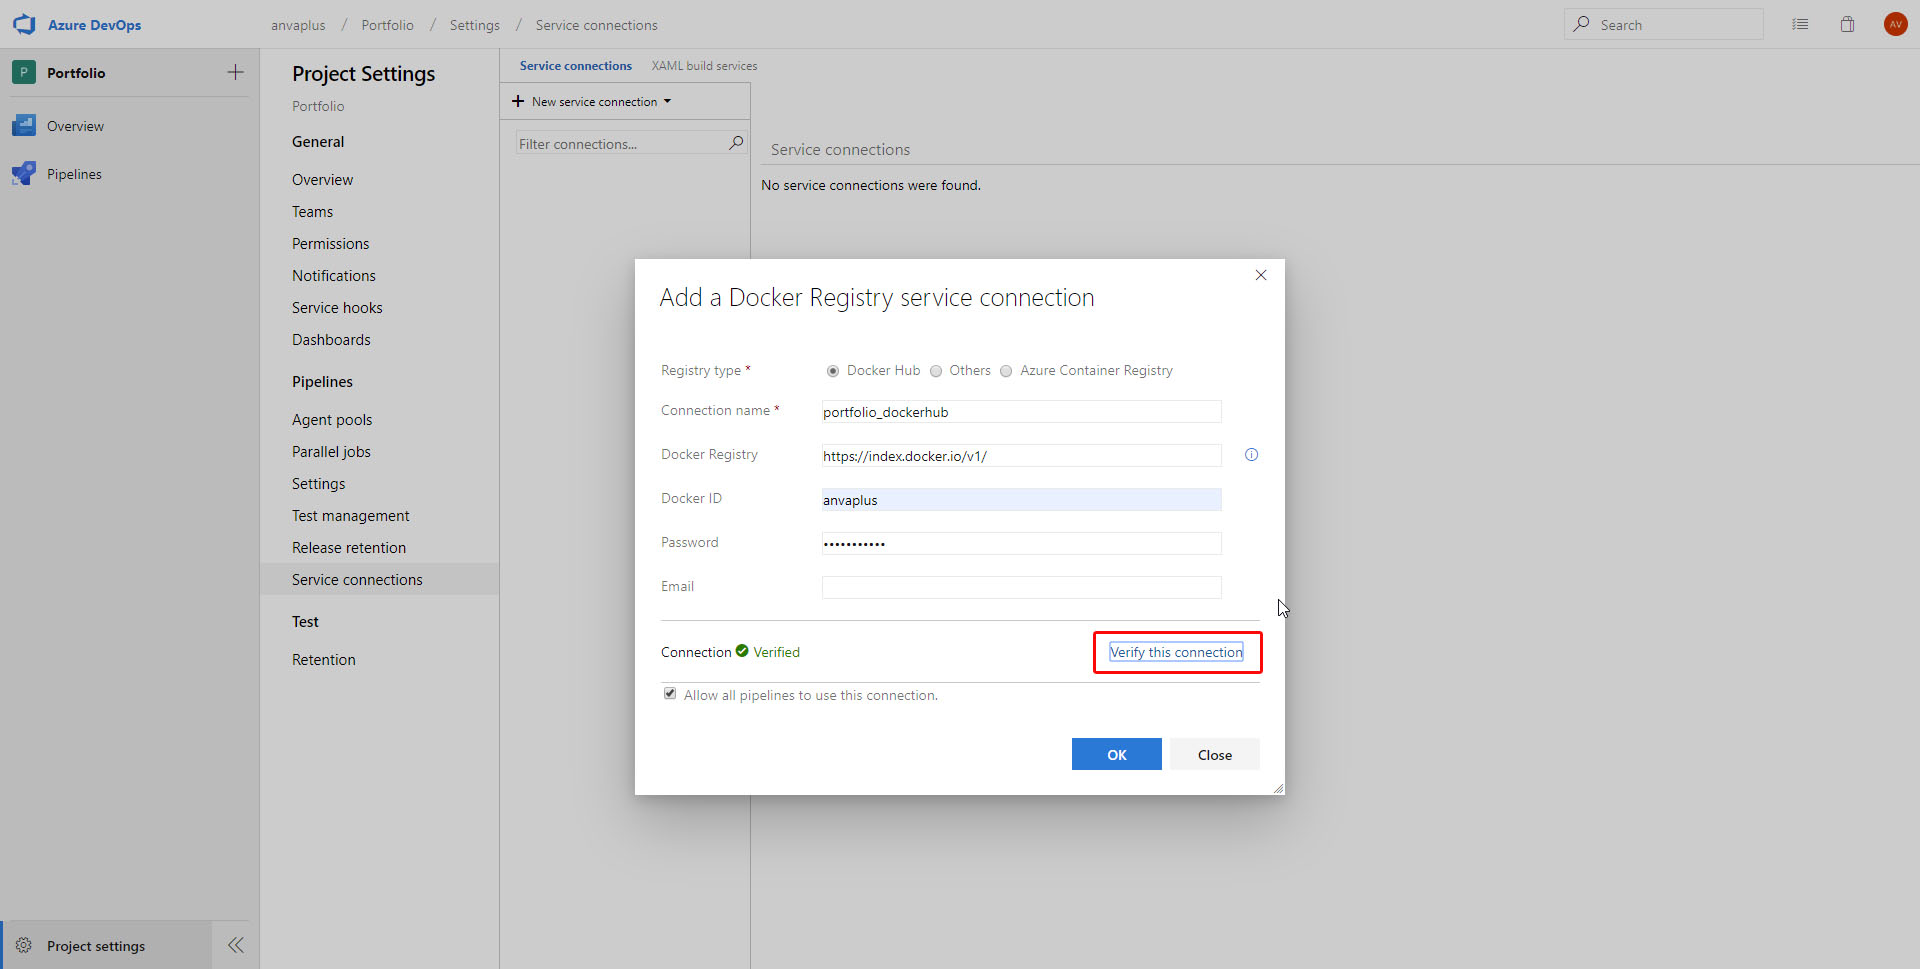 Azure DevOps
anvaplus / Portfolio / Settings / Service connections
Search
AV
P Portfolio
Overview
Pipelines
Project settings
Project Settings
Portfolio
General
Overview
Teams
Permissions
Notifications
Service hooks
Dashboards
Pipelines
Agent pools
Parallel jobs
Settings
Test management
Release retention
Service connections
Test
Retention
Service connections XAML build services
New service connection
Filter connections...
Service connections
No service connections were found.
Add a Docker Registry service connection
Registry type * Docker Hub Others Azure Container Registry
Connection name * portfolio_dockerhub
Docker Registry https://index.docker.io/v1/
Docker ID anvaplus
Password •••••••••••
Email
Connection Verified Verify this connection
Allow all pipelines to use this connection.
OK Close